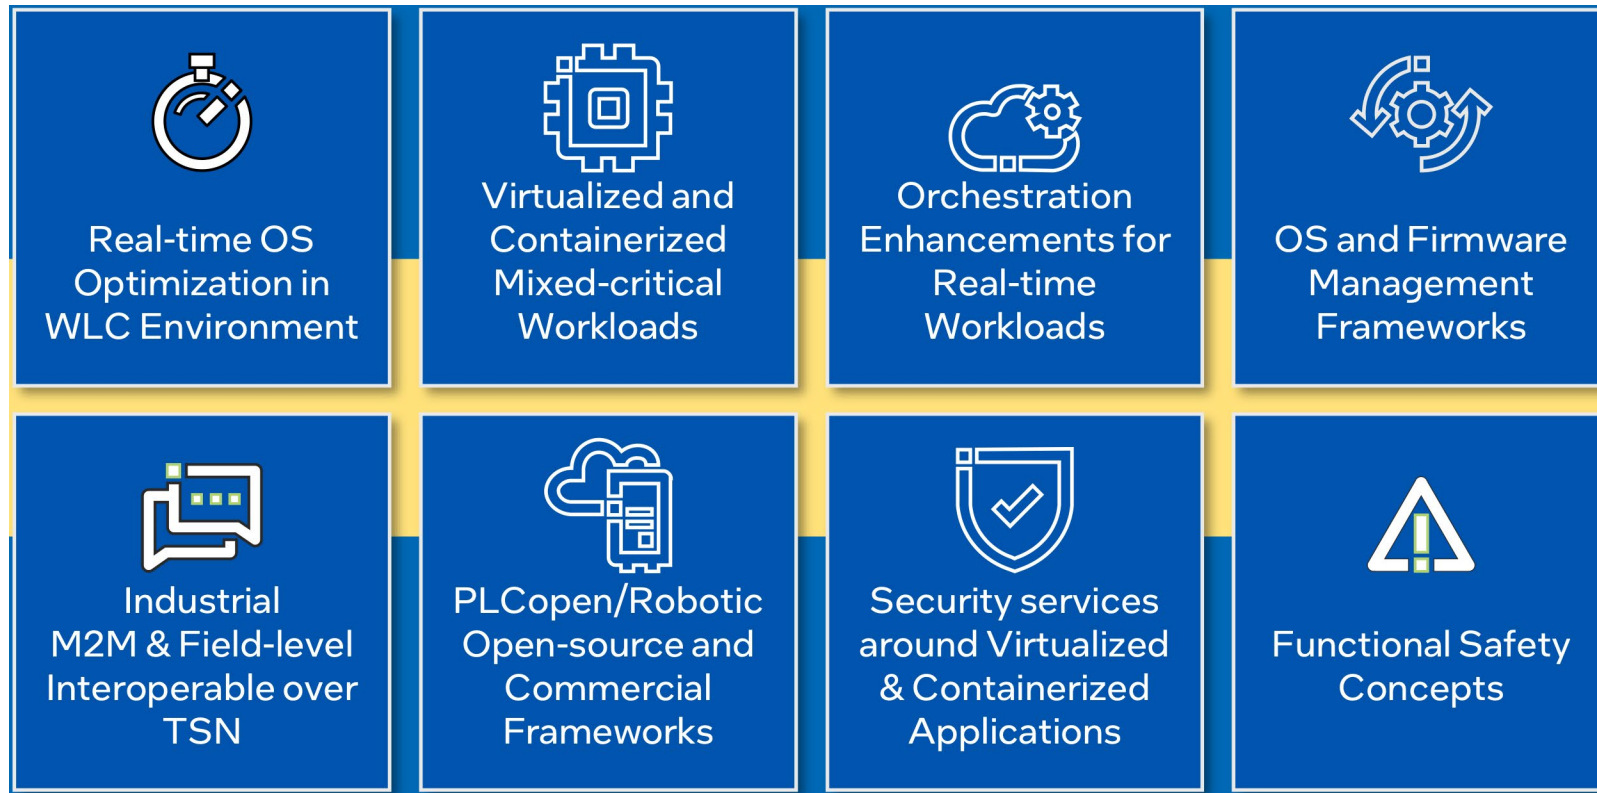 Real-time OS
Optimization in
WLC Environment
Virtualized and
Containerized
Mixed-critical
Workloads
Orchestration
Enhancements for
Real-time
Workloads
OS and Firmware
Management
Frameworks
Industrial
M2M & Field-level
Interoperable over
TSN
PLCopen/Robotic
Open-source and
Commercial
Frameworks
Security services
around Virtualized
& Containerized
Applications
Functional Safety
Concepts